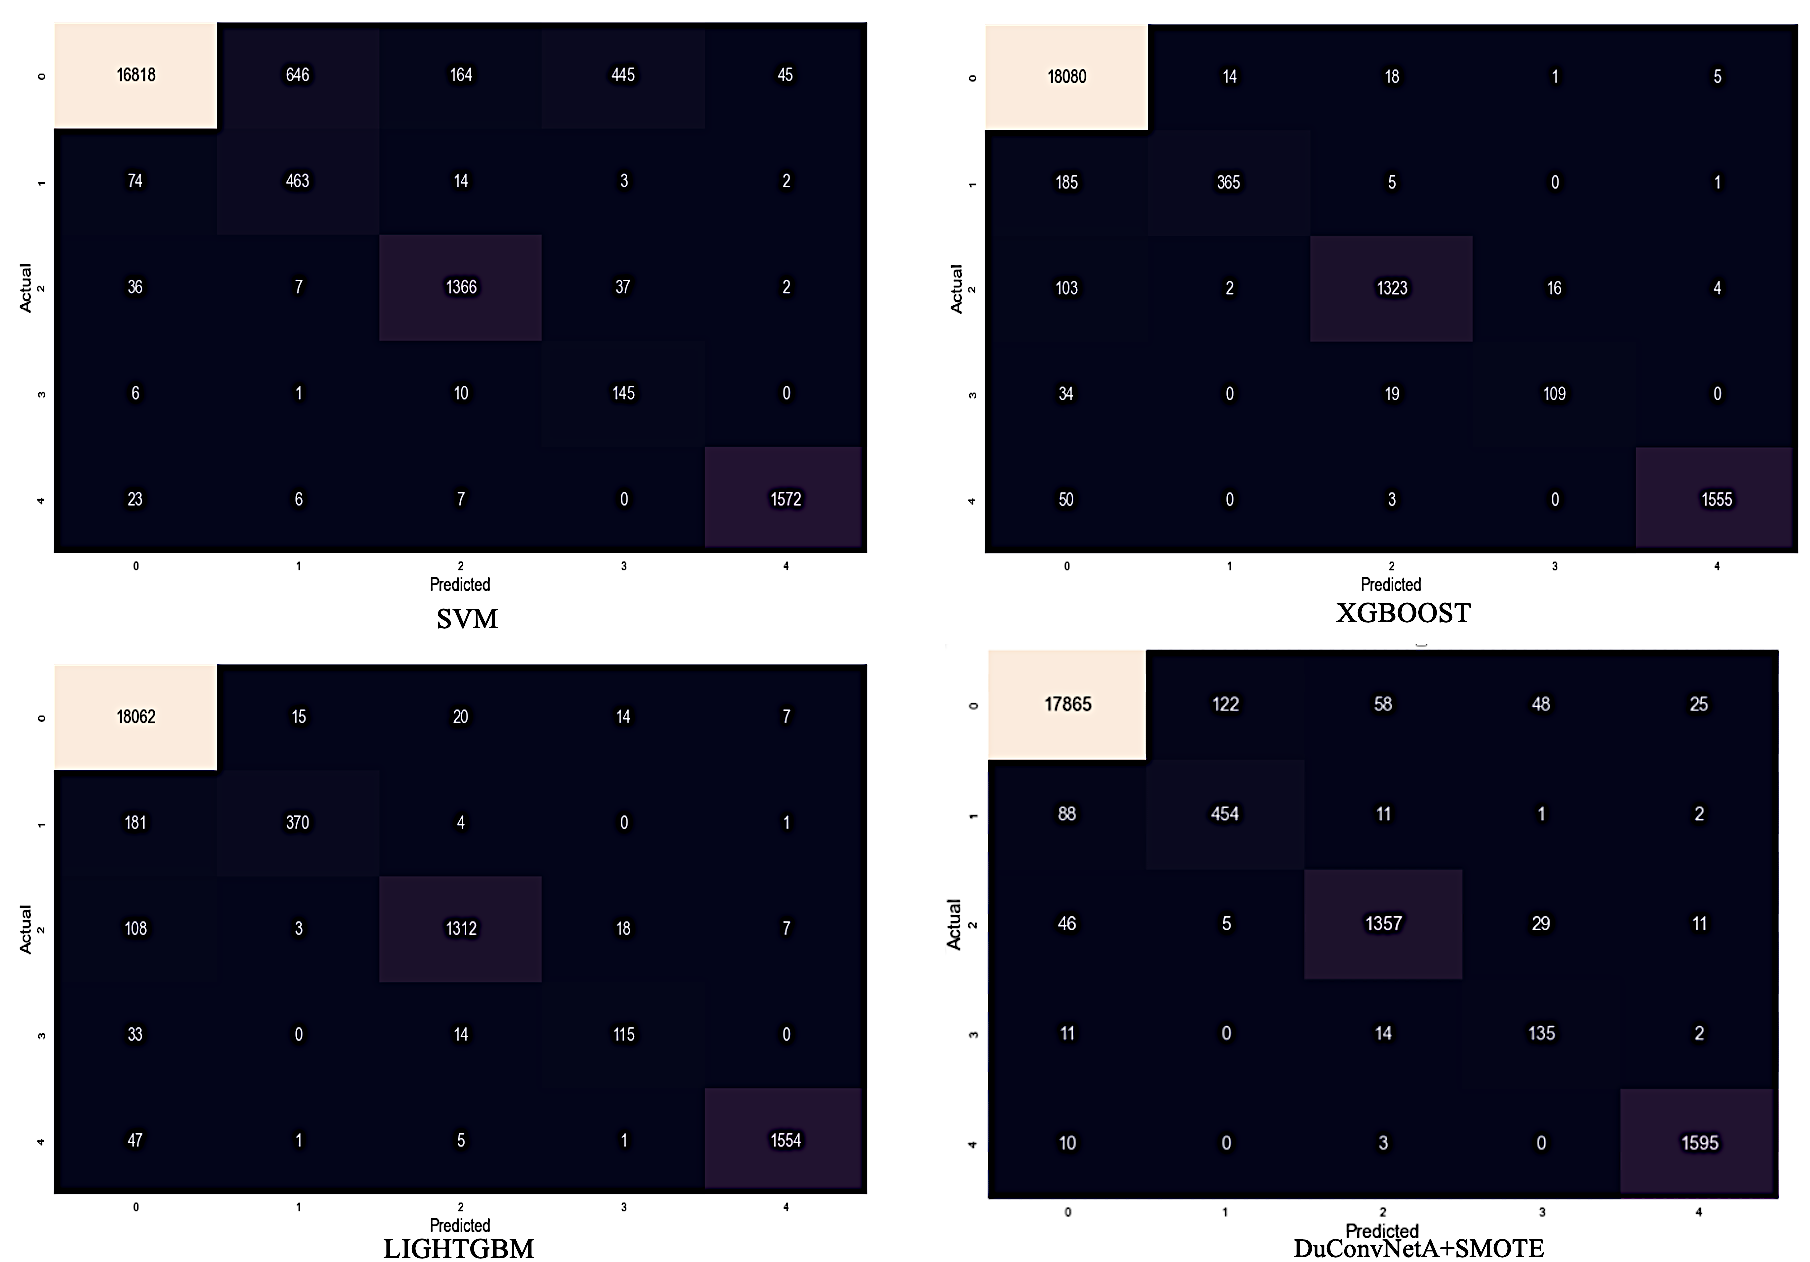 0 16818 646 164 445 45
1 74 463 14 3 2
Actual
2 36 7 1366 37 2
3 6 1 10 145 0
4 23 6 7 0 1572
0 1 2 3 4
Predicted
SVM
0 18080 14 18 1 5
1 185 365 5 0 1
Actual
2 103 2 1323 16 4
3 34 0 19 109 0
4 50 0 3 0 1555
0 1 2 3 4
Predicted
XGBOOST
0 18062 15 20 14 7
1 181 370 4 0 1
Actual
2 108 3 1312 18 7
3 33 0 14 115 0
4 47 1 5 1 1554
0 1 2 3 4
Predicted
LIGHTGBM
0 17865 122 58 48 25
1 88 454 11 1 2
Actual
2 46 5 1357 29 11
3 11 0 14 135 2
4 10 0 3 0 1595
0 1 2 3 4
Predicted
DuConvNetA+SMOTE